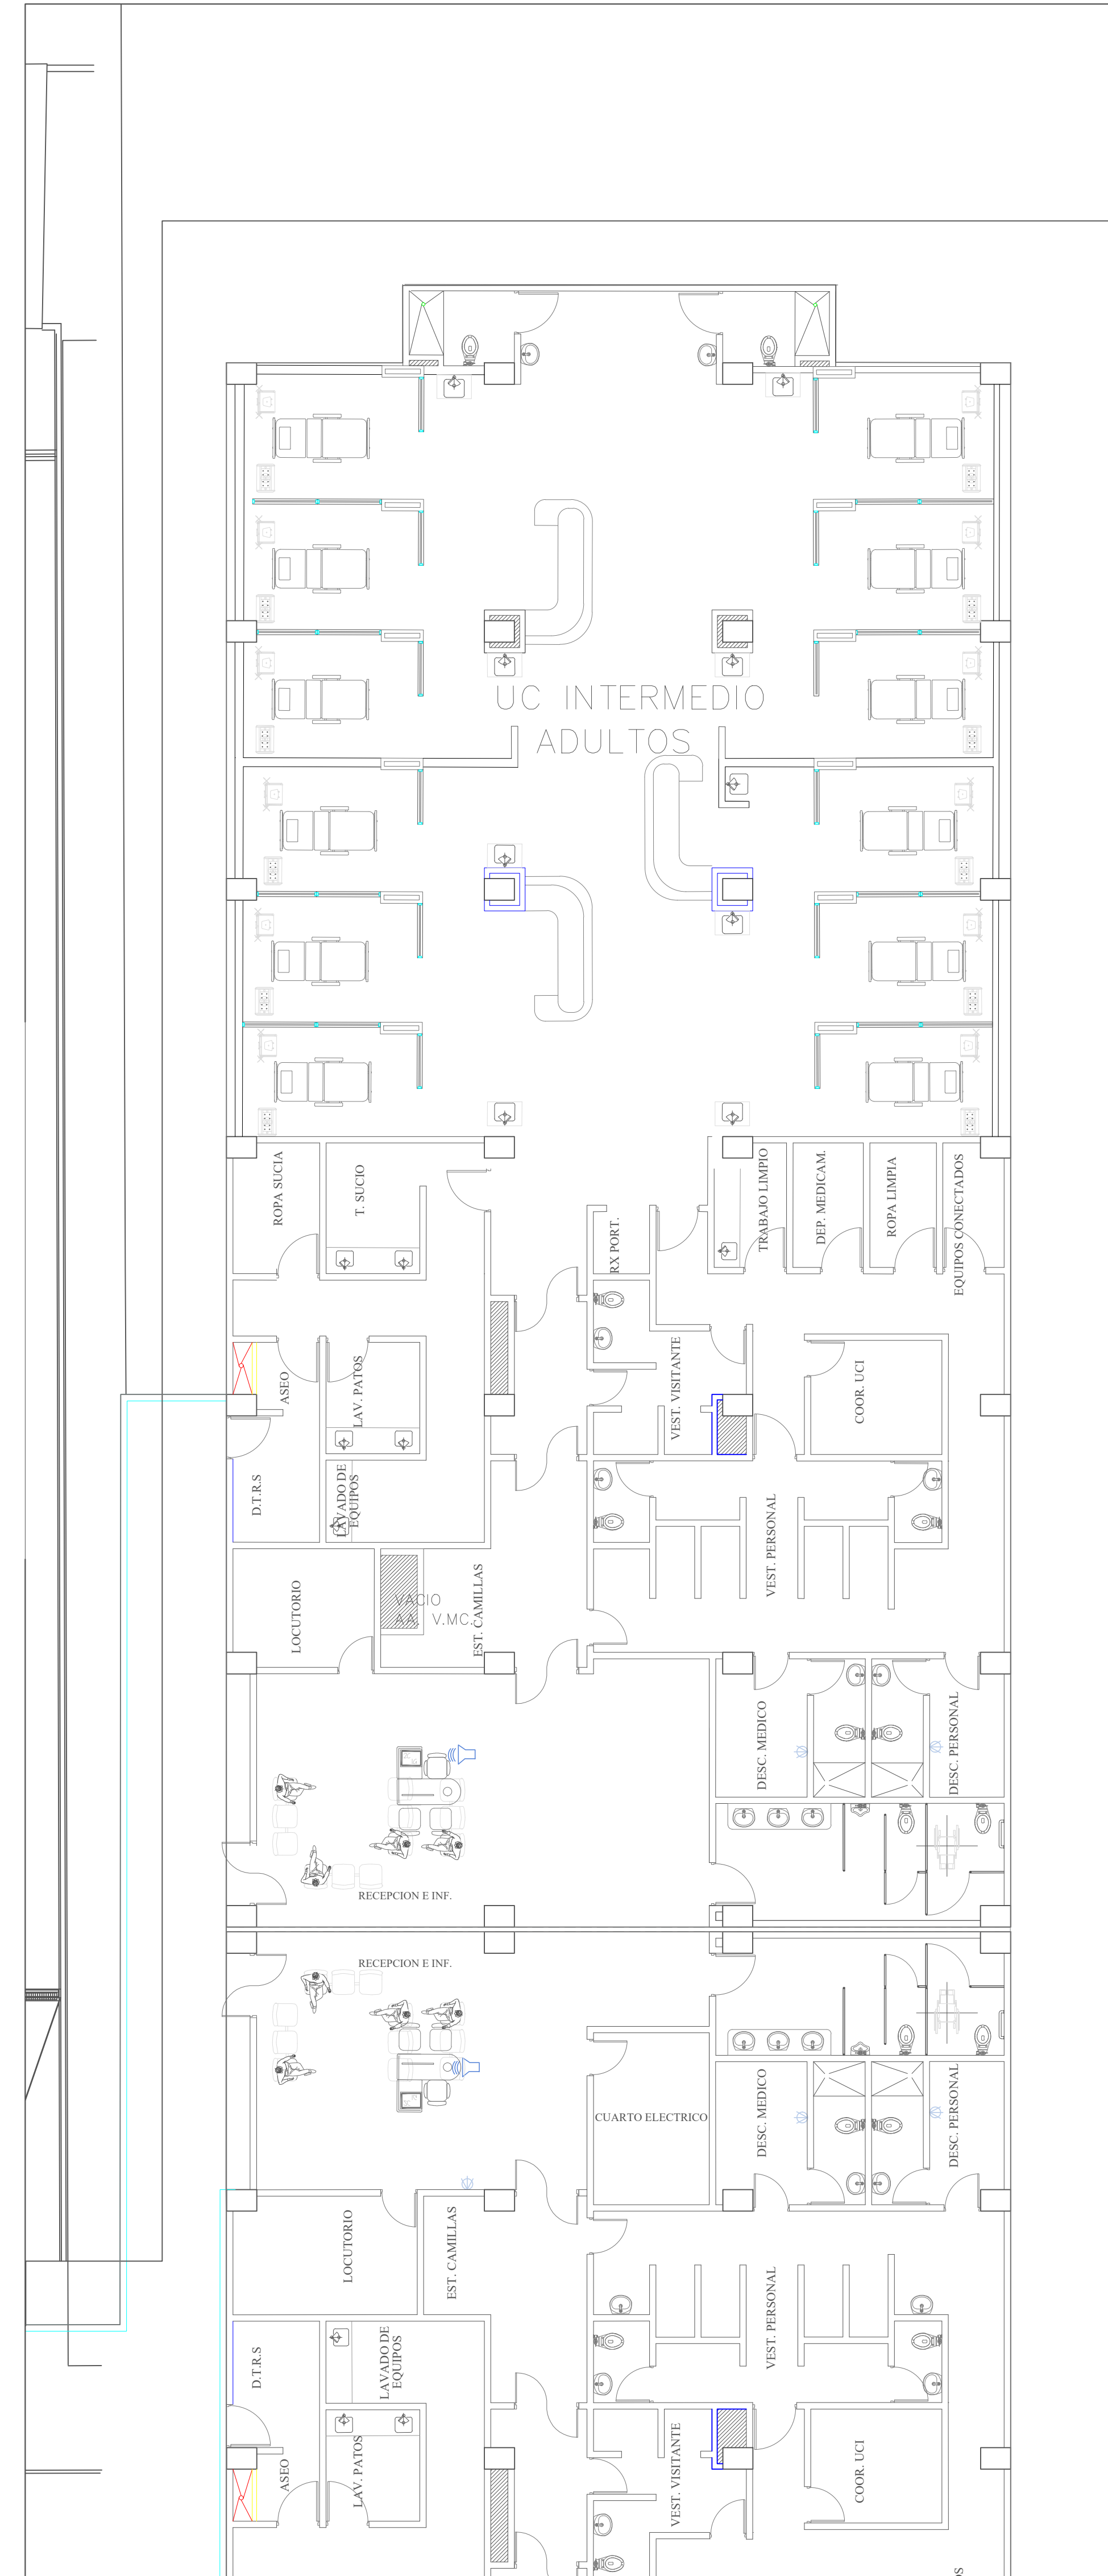 UC INTERMEDIO
ADULTOS
ROPA SUCIA
T. SUCIO
RX PORT.
TRABAJO LIMPIO
DEP. MEDICAM.
ROPA LIMPIA
EQUIPOS CONECTADOS
ASEO
LAV. PATOS
VEST. VISITANTE
COOR. UCI
D.T.R.S
LAVADO DE
EQUIPOS
VEST. PERSONAL
LOCUTORIO
VACIO
AA. V.MC.
EST. CAMILLAS
DESC. MEDICO
DESC. PERSONAL
RECEPCION E INF.
RECEPCION E INF.
CUARTO ELECTRICO
DESC. MEDICO
DESC. PERSONAL
LOCUTORIO
EST. CAMILLAS
VEST. PERSONAL
D.T.R.S
LAVADO DE
EQUIPOS
ASEO
LAV. PATOS
VEST. VISITANTE
COOR. UCI